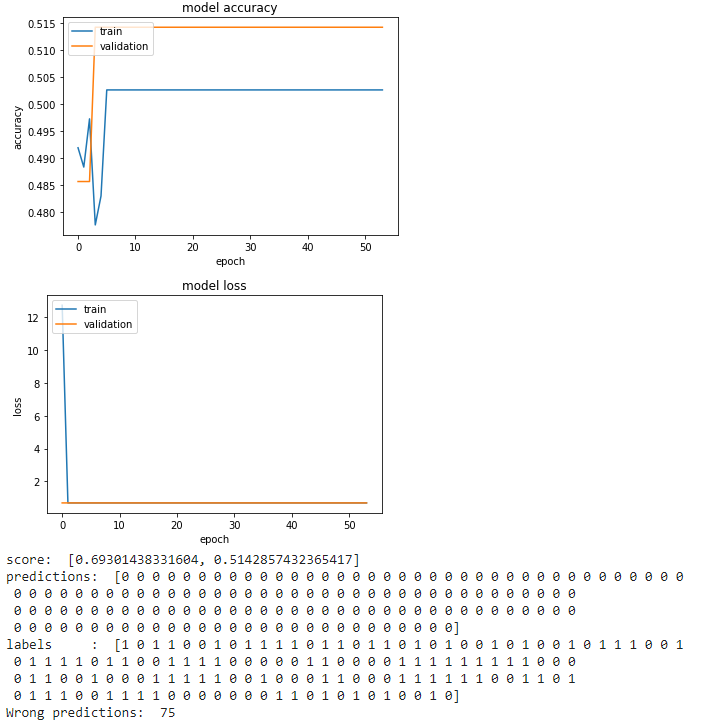 model accuracy
0.515
0.510
0.505
0.500
0.495
0.490
0.485
0.480
accuracy
train
validation
0 10 20 30 40 50
epoch
model loss
12
10
8
6
4
2
loss
train
validation
0 10 20 30 40 50
epoch
score:  [0.69301438331604, 0.5142857432365417]
predictions:  [0 0 0 0 0 0 0 0 0 0 0 0 0 0 0 0 0 0 0 0 0 0 0 0 0 0 0 0 0 0 0 0 0 0 0 0 0
0 0 0 0 0 0 0 0 0 0 0 0 0 0 0 0 0 0 0 0 0 0 0 0 0 0 0 0 0 0 0 0 0 0 0 0 0
0 0 0 0 0 0 0 0 0 0 0 0 0 0 0 0 0 0 0 0 0 0 0 0 0 0 0 0 0 0 0 0 0 0 0 0 0
0 0 0 0 0 0 0 0 0 0 0 0 0 0 0 0 0 0 0 0 0 0 0 0 0 0 0 0 0]
labels     :  [1 0 1 1 0 0 1 0 1 1 1 1 0 1 1 0 1 1 0 1 0 1 0 0 1 0 1 0 0 1 0 1 1 1 0 0 1
0 1 1 1 1 0 1 1 0 0 1 1 1 1 0 0 0 0 0 1 1 0 0 0 0 1 1 1 1 1 1 1 1 1 0 0 0
0 1 1 0 0 1 0 0 0 1 1 1 1 1 0 0 1 0 0 0 1 1 1 1 1 0 1 1 1 1 1 0 0 1 1 0 1
0 1 1 1 0 0 1 1 1 1 0 0 0 0 0 0 0 1 1 0 1 0 1 0 1 0 0 1 0]
Wrong predictions:  75